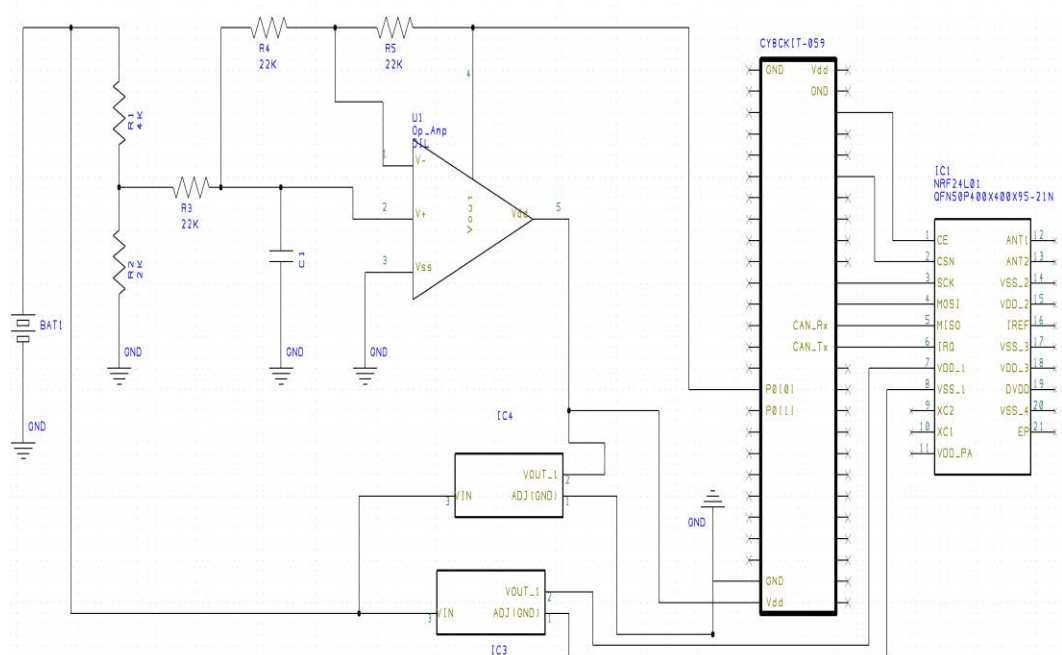 R4
22K
R5
22K
4
R1
4K
R2
2K
R3
22K
C1
GND
GND
GND
BAT1
GND
U1
Op_Amp
DIL
1
V-
2
V+
3
Vss
Vout
Vdd
5
CYBCKIT-059
GND
Vdd
GND
CAN_Rx
CAN_Tx
P0[0]
P0[1]
GND
Vdd
IC1
NRF24L01
QFN50P400X400X95-21N
1
CE
ANT1
12
2
CSN
ANT2
13
3
SCK
VSS_2
14
4
MOSI
VDD_2
15
5
MISO
IREF
16
6
IRQ
VSS_3
17
7
VDD_1
VDD_3
18
8
VSS_1
DVDD
19
9
XC2
VSS_4
20
10
XC1
EP
21
11
VDD_PA
IC4
VOUT_1
2
3
VIN
ADJ(GND)
1
GND
VOUT_1
2
3
VIN
ADJ(GND)
1
IC3